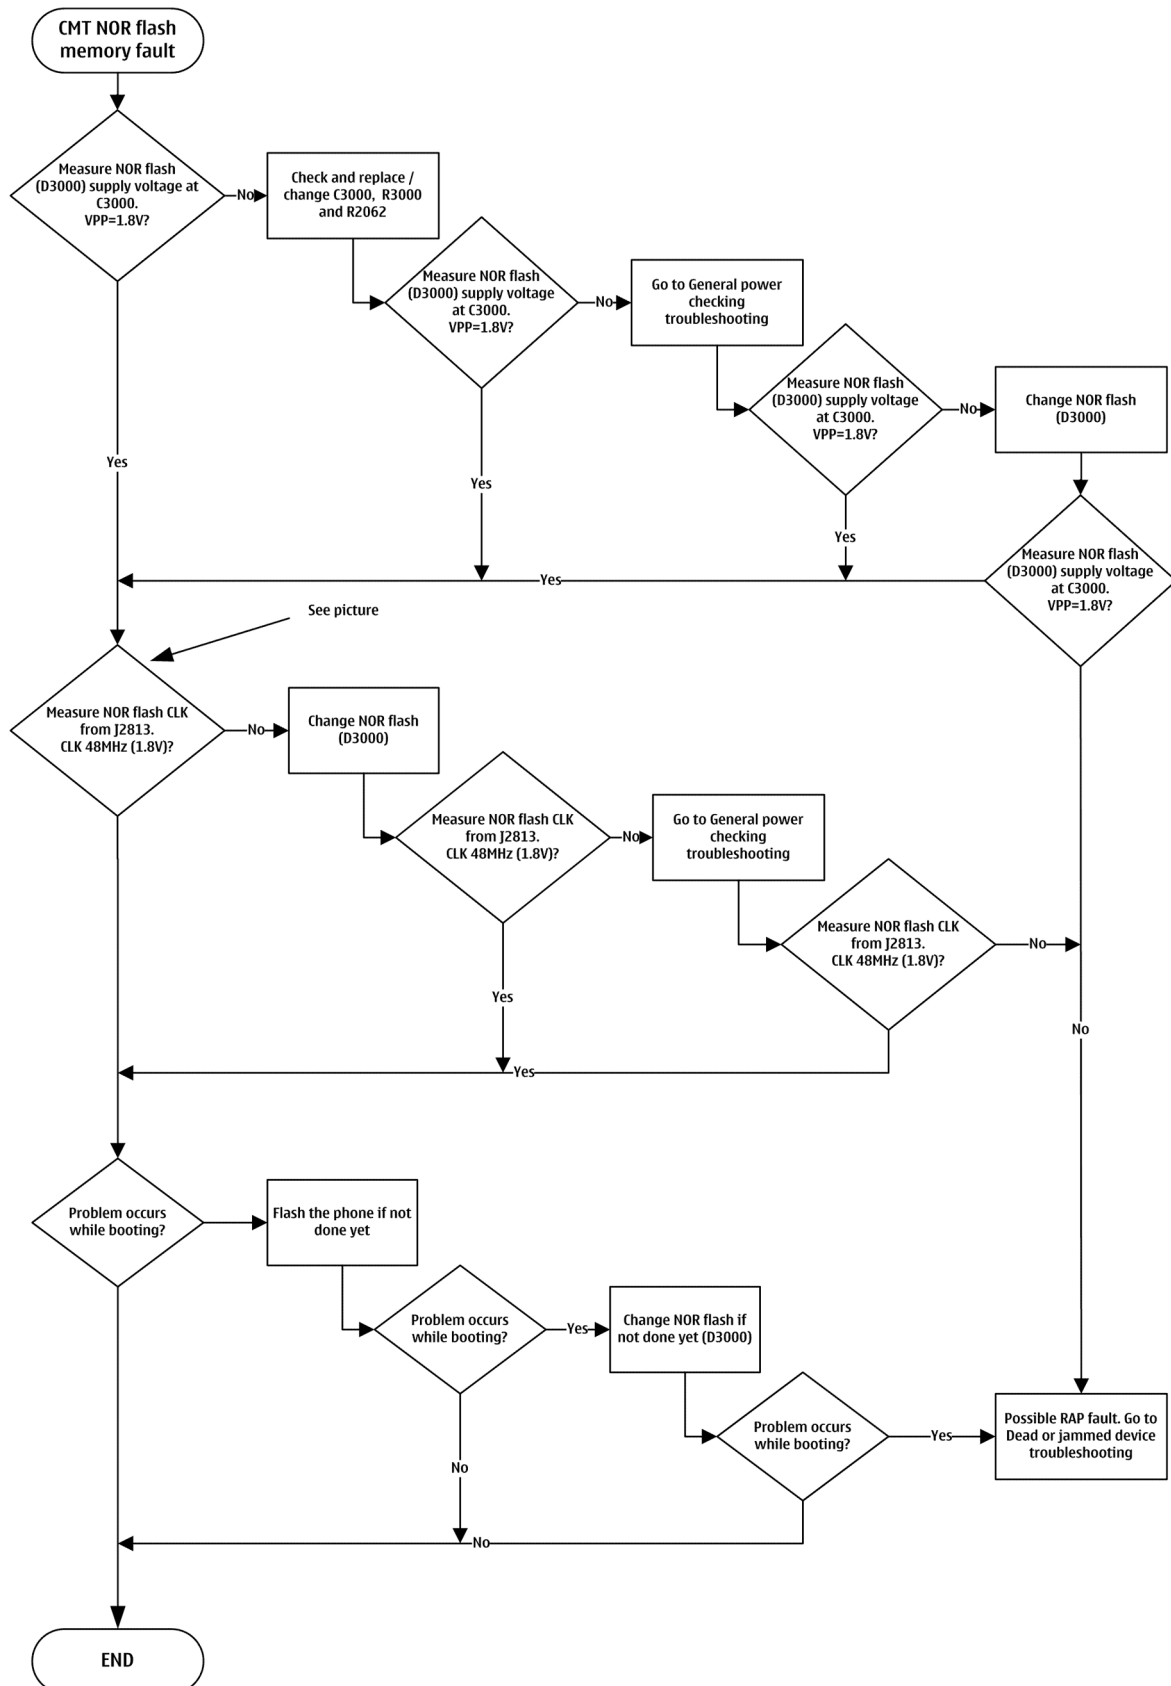 CMT NOR flash
memory fault
Measure NOR flash
(D3000) supply voltage at
C3000.
VPP=1.8V?
No
Check and replace /
change C3000, R3000
and R2062
Measure NOR flash
(D3000) supply voltage
at C3000.
VPP=1.8V?
No
Go to General power
checking
troubleshooting
Measure NOR flash
(D3000) supply voltage
at C3000.
VPP=1.8V?
No
Change NOR flash
(D3000)
Yes
Yes
Yes
Yes
Measure NOR flash
(D3000) supply voltage
at C3000.
VPP=1.8V?
See picture
Measure NOR flash CLK
from J2813.
CLK 48MHz (1.8V)?
No
Change NOR flash
(D3000)
Measure NOR flash CLK
from J2813.
CLK 48MHz (1.8V)?
No
Go to General power
checking
troubleshooting
Measure NOR flash CLK
from J2813.
CLK 48MHz (1.8V)?
No
Yes
No
Yes
Problem occurs
while booting?
Flash the phone if not
done yet
Problem occurs
while booting?
Yes
Change NOR flash if
not done yet (D3000)
Problem occurs
while booting?
Yes
Possible RAP fault. Go to
Dead or jammed device
troubleshooting
No
No
END